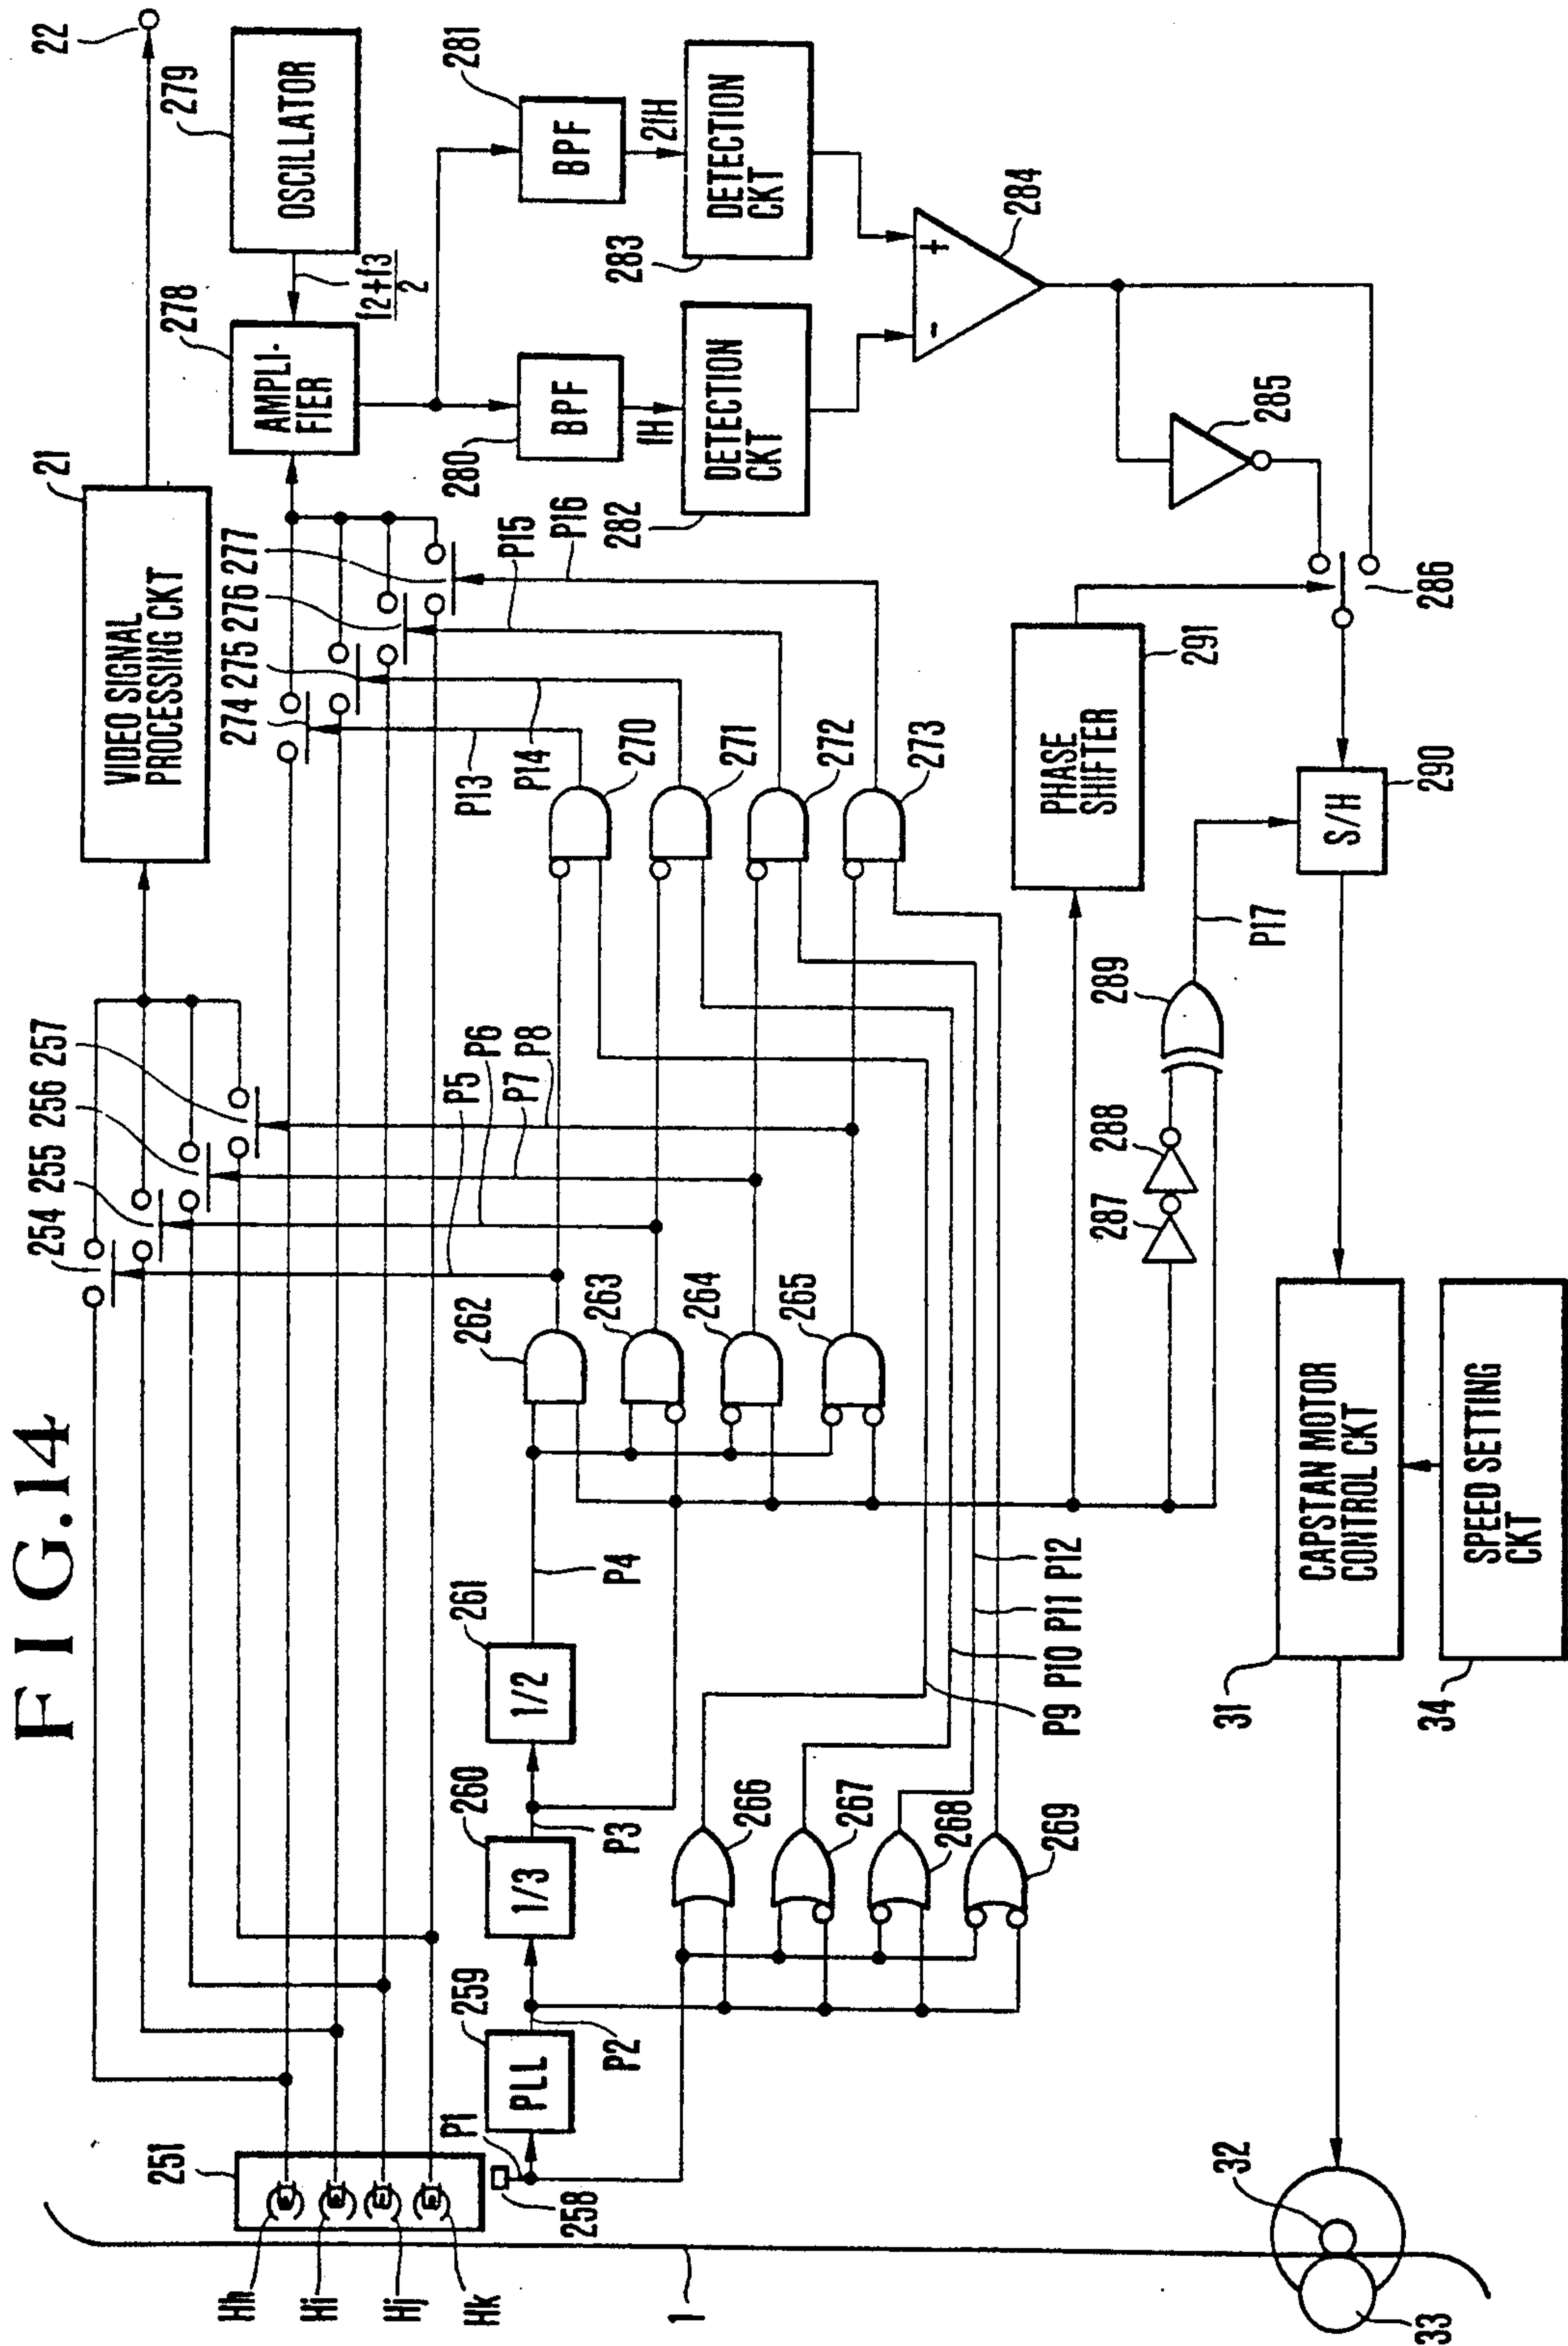 FIG.14
22
21
VIDEO SIGNAL
PROCESSING CKT
279
OSCILLATOR
278
AMPLI-
FIER
f2+f3
2
281
BPF
2fH
280
BPF
fH
283
DETECTION
CKT
282
DETECTION
CKT
+
-
284
285
286
254
255
256
257
274
275
276
277
P5
P6
P7
P8
P13
P14
P15
P16
251
Hh
Hi
Hj
Hk
258
P1
259
PLL
P2
260
1/3
P3
261
1/2
P4
262
263
264
265
266
267
268
269
270
271
272
273
P9
P10
P11
P12
291
PHASE
SHIFTER
287
288
289
P17
290
S/H
31
CAPSTAN MOTOR
CONTROL CKT
34
SPEED SETTING
CKT
1
32
33